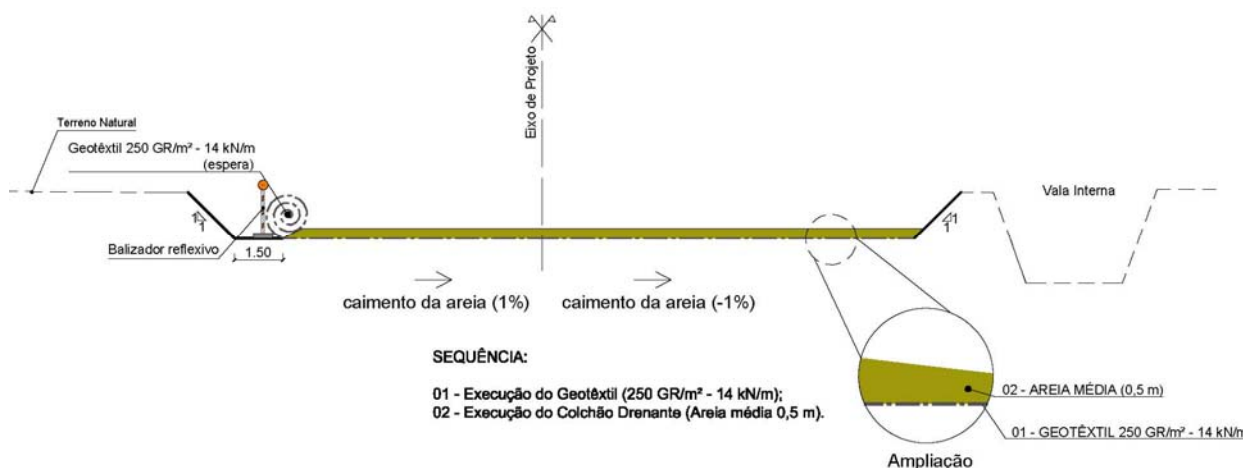 Eixo de Projeto
Terreno Natural
Geotêxtil 250 GR/m² - 14 kN/m
(espera)
Vala Interna
1
1
1
1
Balizador reflexivo
1.50
caimento da areia (1%)
caimento da areia (-1%)
SEQUÊNCIA:
01 - Execução do Geotêxtil (250 GR/m² - 14 kN/m);
02 - Execução do Colchão Drenante (Areia média 0,5 m).
02 - AREIA MÉDIA (0,5 m)
01 - GEOTÊXTIL 250 GR/m² - 14 kN/m
Ampliação